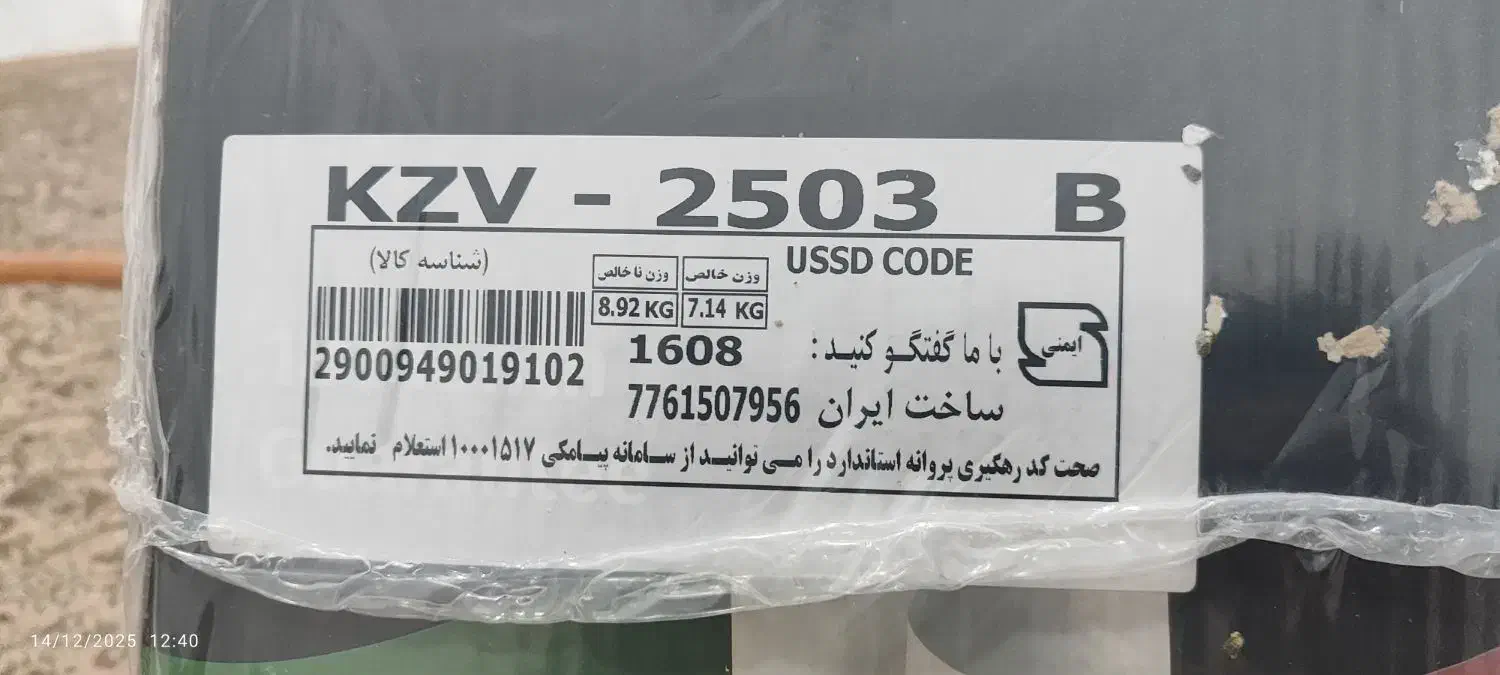 KZV - 2503 B
USSD CODE
(شناسه کالا)
وزن خالص
وزن ناخالص
7.14 KG
8.92 KG
ایمنی
با ما گفتگو کنید : 1608
2900949019102
ساخت ایران 7761507956
صحت کد رهگیری پروانه استاندارد را می توانید از سامانه پیامکی ۱۰۰۰۱۵۱۷ استعلام نمایید.
14/12/2025 12:40